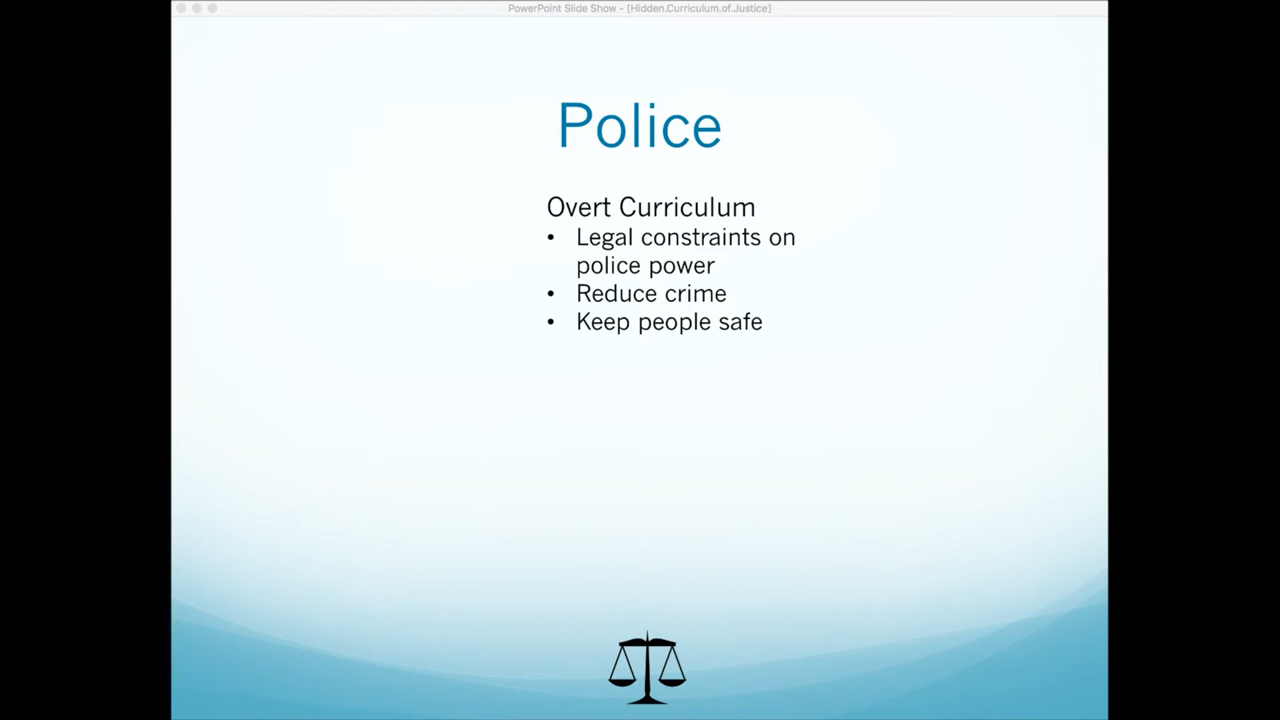 PowerPoint Slide Show - [Hidden.Curriculum.of.Justice]
Police
Overt Curriculum
• Legal constraints on
police power
• Reduce crime
• Keep people safe